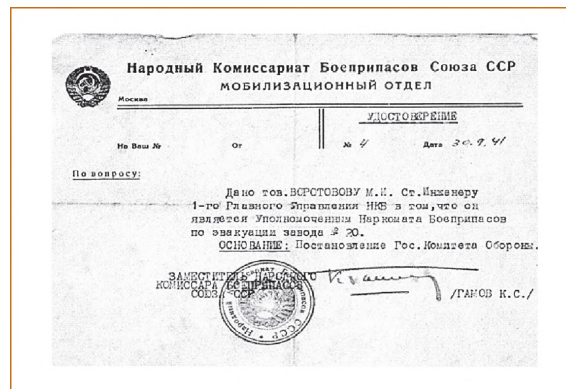 Народный Комиссариат Боеприпасов Союза ССР
МОБИЛИЗАЦИОННЫЙ ОТДЕЛ
Москва
УДОСТОВЕРЕНИЕ
На Ваш № От № 4 Дата 30.9.41
По вопросу:
Дано тов. ВЕРСТОВОВУ М.И. Ст.Инженеру
1-го Главного Управления НКБ в том, что он
является Уполномоченным Наркомата Боеприпасов
по эвакуации завода № 20.
ОСНОВАНИЕ: Постановление Гос.Комитета Обороны.
ЗАМЕСТИТЕЛЬ НАРОДНОГО
КОМИССАРА БОЕПРИПАСОВ
СОЮЗА ССР /ГАМОВ К.С./